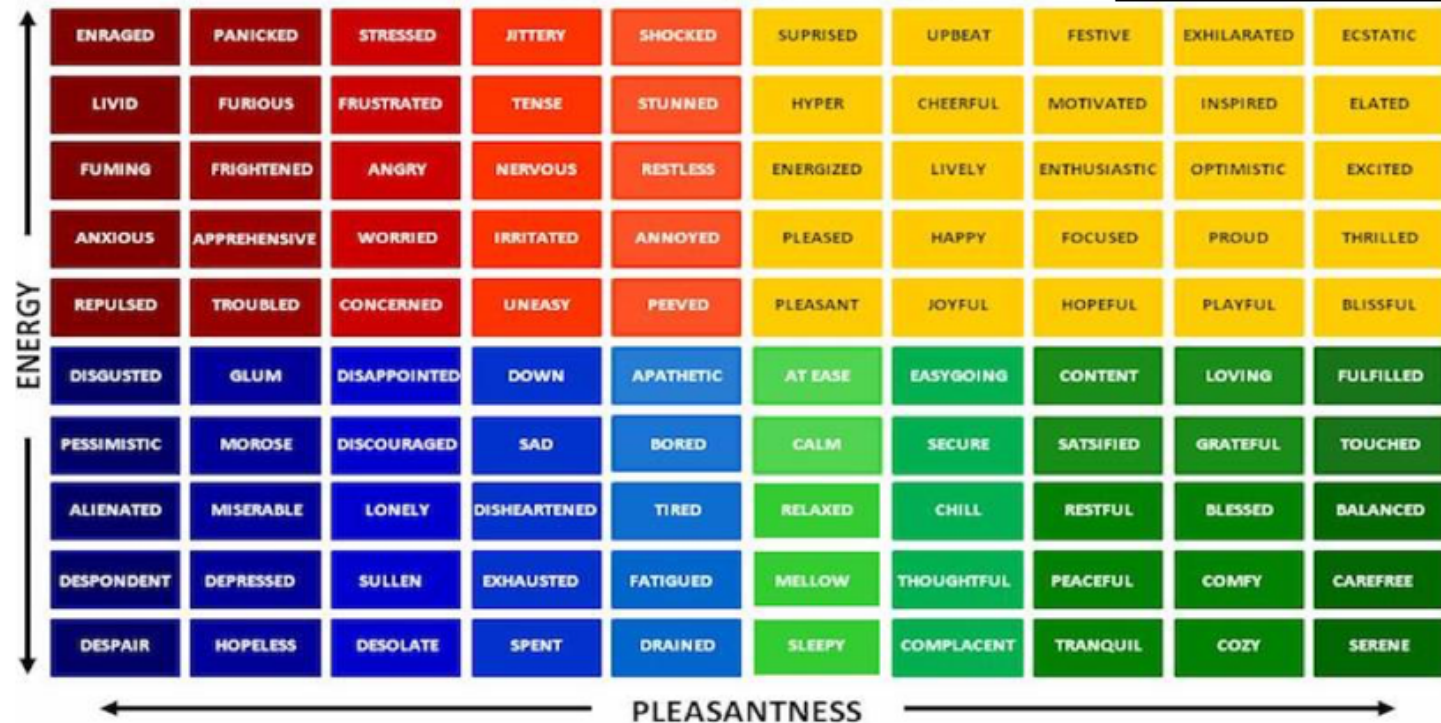 ENRAGED PANICKED STRESSED JITTERY SHOCKED SUPRISED UPBEAT FESTIVE EXHILARATED ECSTATIC
LIVID FURIOUS FRUSTRATED TENSE STUNNED HYPER CHEERFUL MOTIVATED INSPIRED ELATED
FUMING FRIGHTENED ANGRY NERVOUS RESTLESS ENERGIZED LIVELY ENTHUSIASTIC OPTIMISTIC EXCITED
ANXIOUS APPREHENSIVE WORRIED IRRITATED ANNOYED PLEASED HAPPY FOCUSED PROUD THRILLED
REPULSED TROUBLED CONCERNED UNEASY PEEVED PLEASANT JOYFUL HOPEFUL PLAYFUL BLISSFUL
ENERGY
DISGUSTED GLUM DISAPPOINTED DOWN APATHETIC AT EASE EASYGOING CONTENT LOVING FULFILLED
PESSIMISTIC MOROSE DISCOURAGED SAD BORED CALM SECURE SATSIFIED GRATEFUL TOUCHED
ALIENATED MISERABLE LONELY DISHEARTENED TIRED RELAXED CHILL RESTFUL BLESSED BALANCED
DESPONDENT DEPRESSED SULLEN EXHAUSTED FATIGUED MELLOW THOUGHTFUL PEACEFUL COMFY CAREFREE
DESPAIR HOPELESS DESOLATE SPENT DRAINED SLEEPY COMPLACENT TRANQUIL COZY SERENE
PLEASANTNESS